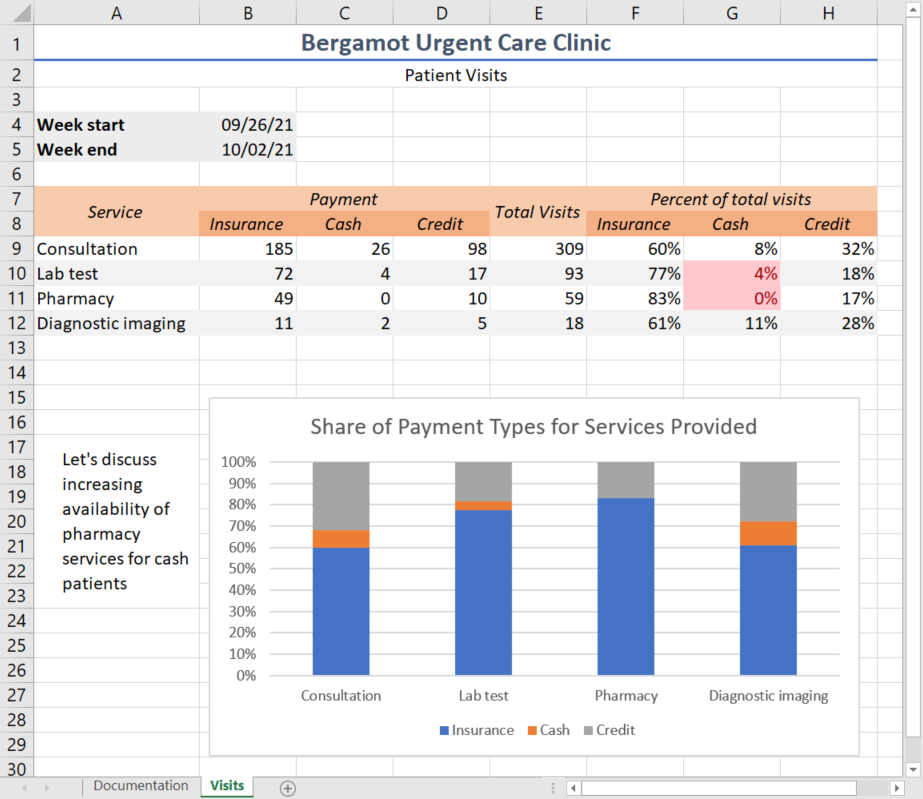 A B C D E F G H
1 Bergamot Urgent Care Clinic
2 Patient Visits
3
4 Week start 09/26/21
5 Week end 10/02/21
6
7 Service Payment Total Visits Percent of total visits
8 Insurance Cash Credit Insurance Cash Credit
9 Consultation 185 26 98 309 60% 8% 32%
10 Lab test 72 4 17 93 77% 4% 18%
11 Pharmacy 49 0 10 59 83% 0% 17%
12 Diagnostic imaging 11 2 5 18 61% 11% 28%
13
14
15
16
17
18
19
20
21
22
23
24
25
26
27
28
29
30
Let's discuss
increasing
availability of
pharmacy
services for cash
patients
Share of Payment Types for Services Provided
100%
90%
80%
70%
60%
50%
40%
30%
20%
10%
0%
Consultation Lab test Pharmacy Diagnostic imaging
Insurance Cash Credit
Documentation Visits